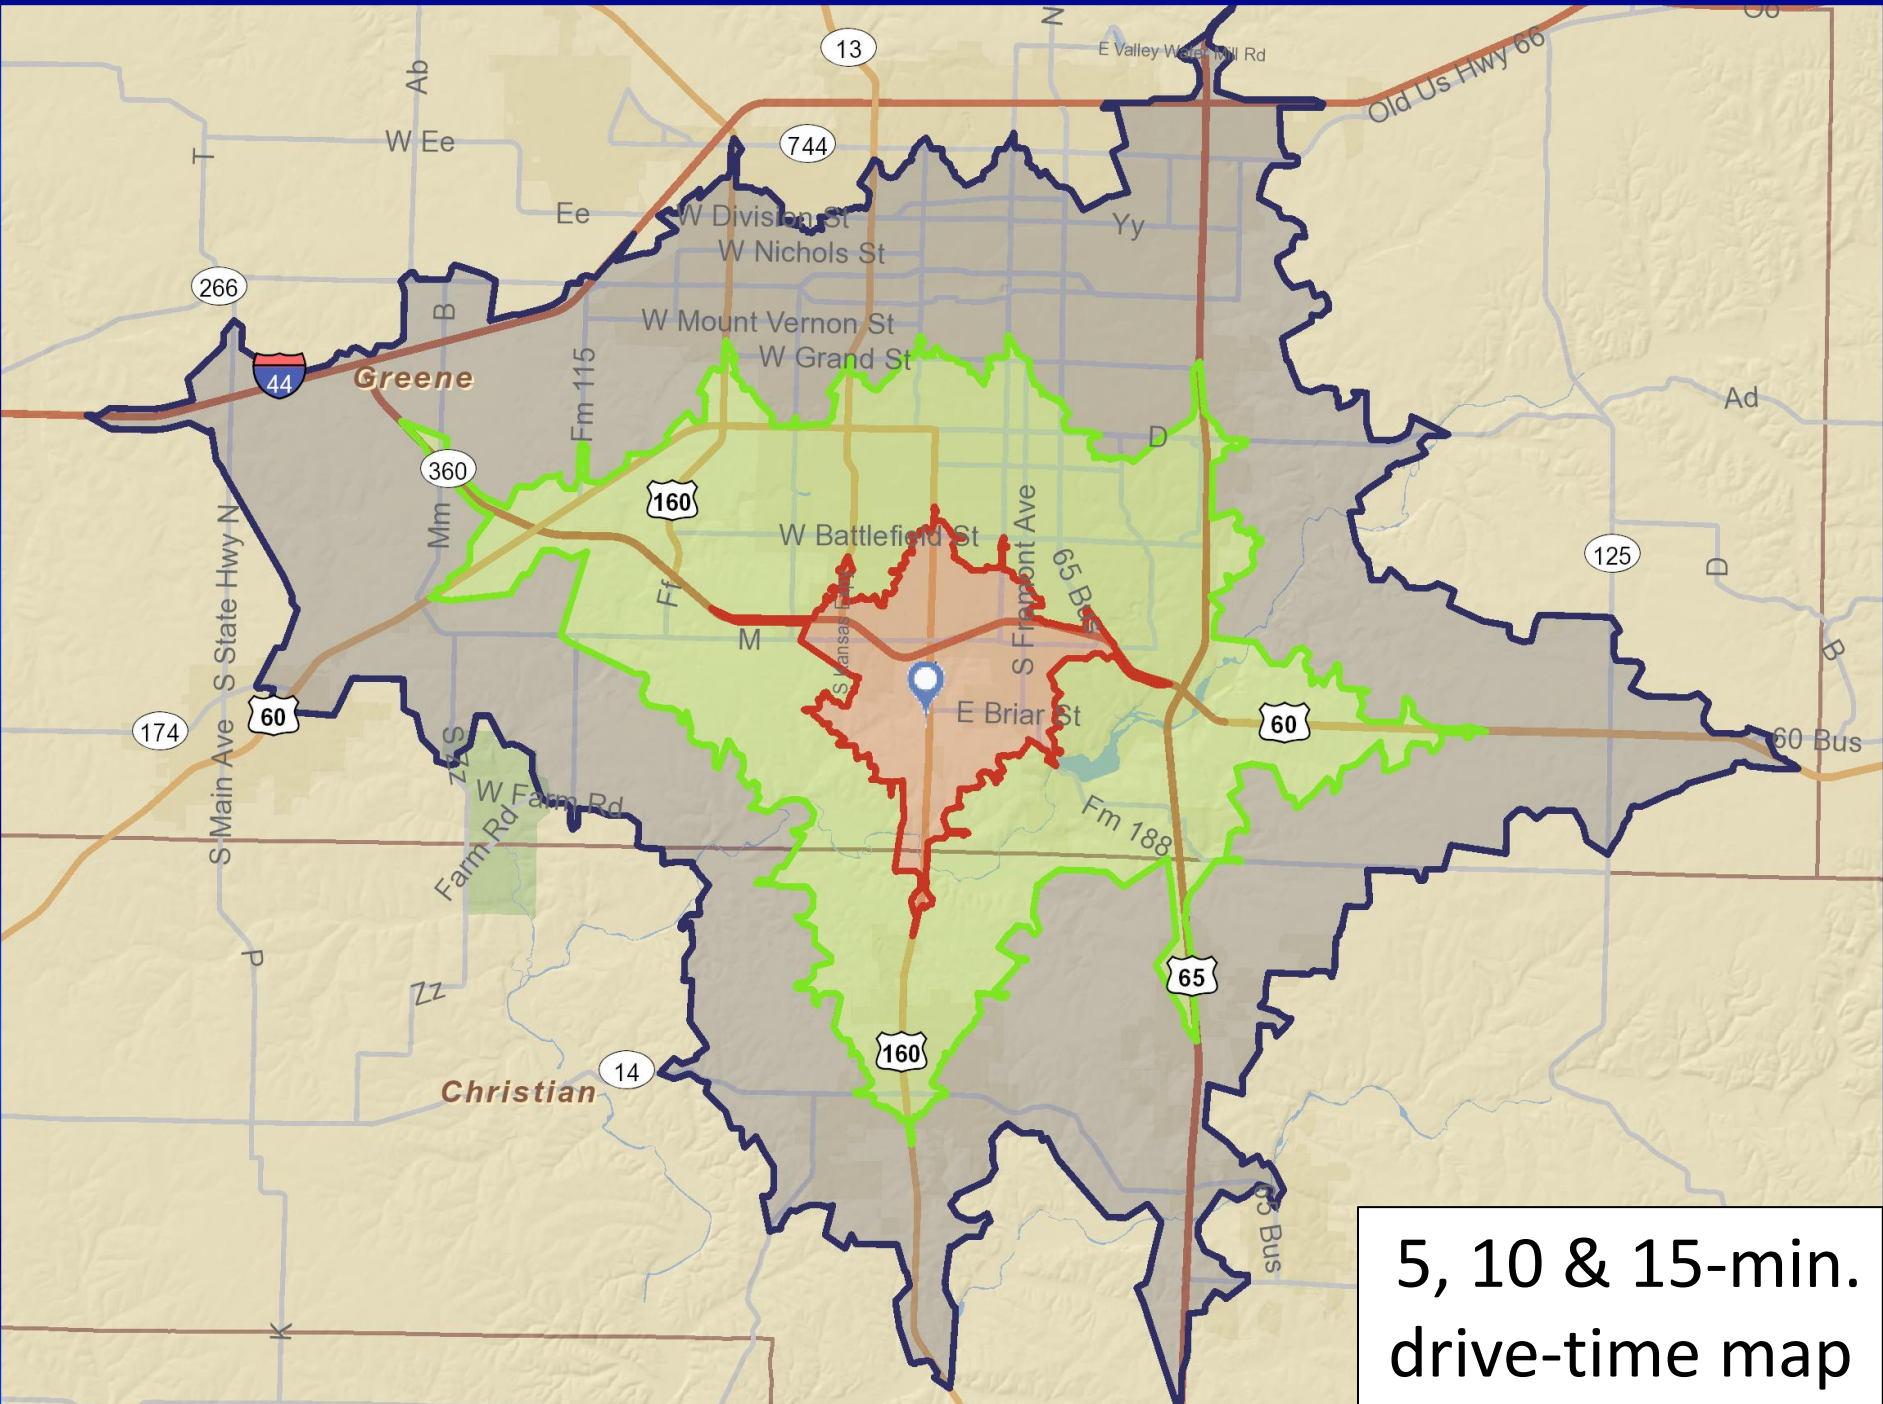 Oo
N
13
E Valley Water Mill Rd
Old Us Hwy 66
Ab
W Ee
T
744
Ee
W Division St
Yy
W Nichols St
266
B
W Mount Vernon St
W Grand St
44
Greene
Fm 115
Ad
D
360
160
Mm
W Battlefield St
S Fremont Ave
65 Bus
125
D
S State Hwy N
Ff
S Kansas Expy
M
B
E Briar St
60
60
174
60 Bus
S Main Ave
S Zz
W Farm Rd
Farm Rd
Fm 188
P
Zz
65
160
14
Christian
65 Bus
K
5, 10 & 15-min.
drive-time map